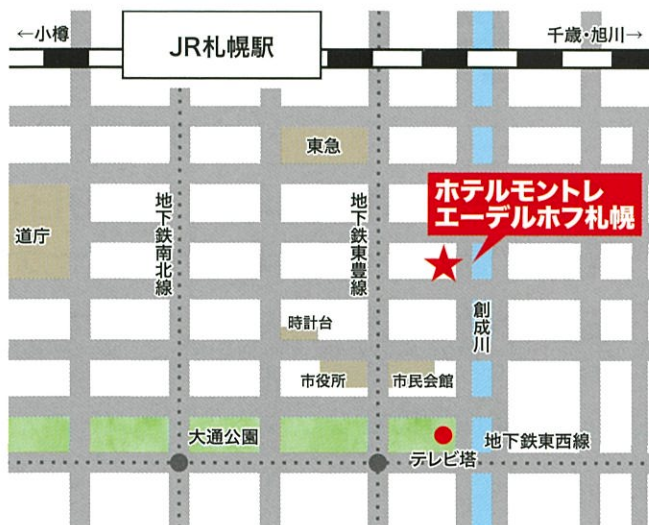 ←小樽
JR札幌駅
千歳・旭川→
東急
ホテルモントレ
エーデルホフ札幌
道庁
地下鉄南北線
地下鉄東豊線
時計台
創成川
市役所
市民会館
大通公園
地下鉄東西線
テレビ塔